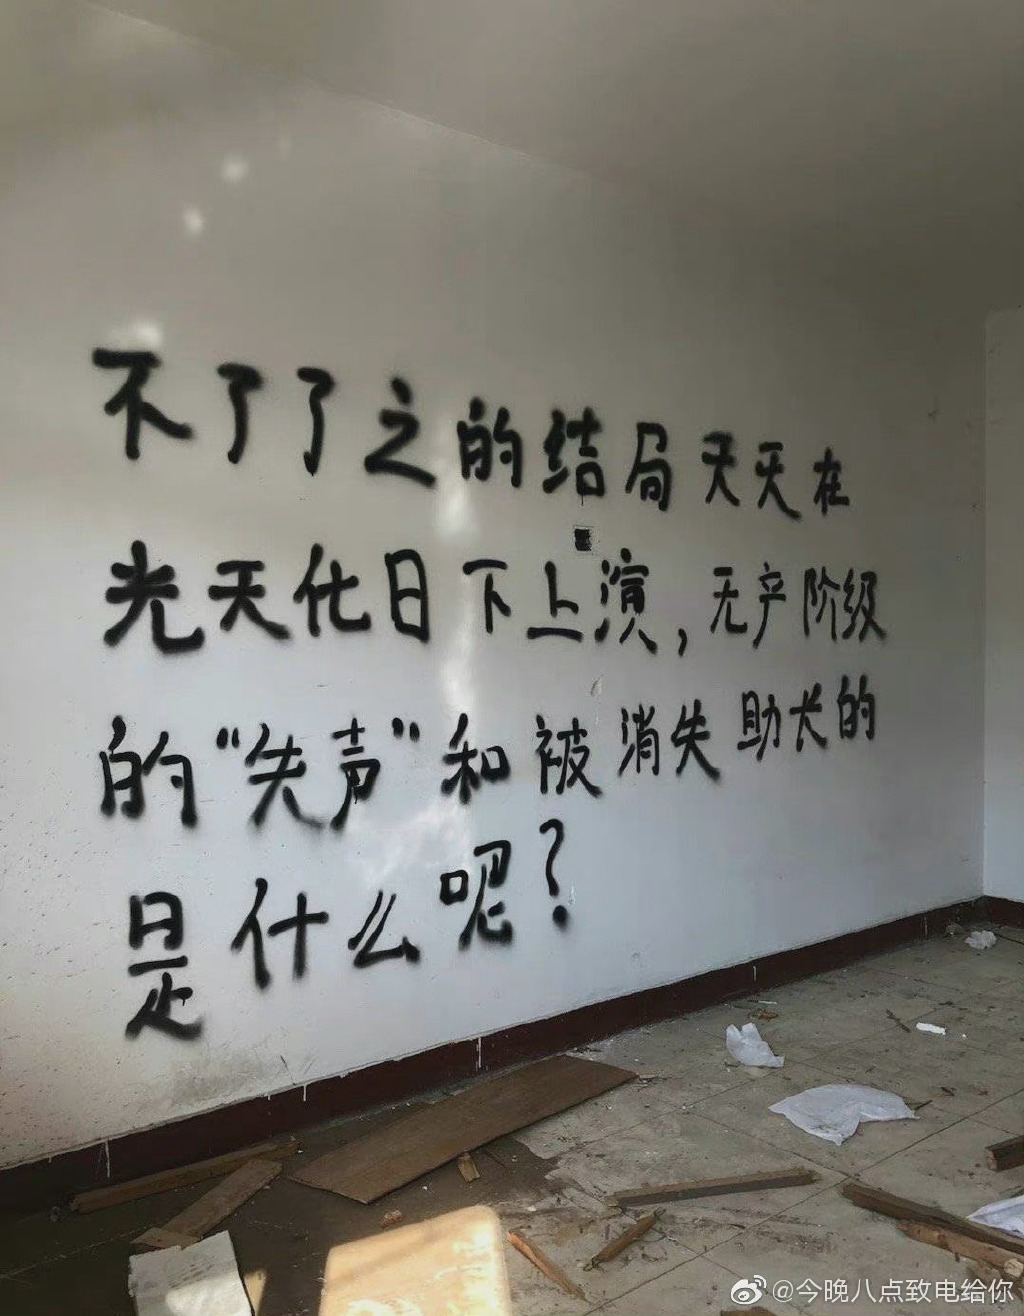 不了了之的结局天天在
光天化日下上演，无产阶级
的“失声”和被消失助长的
是什么呢？
@今晚八点致电给你